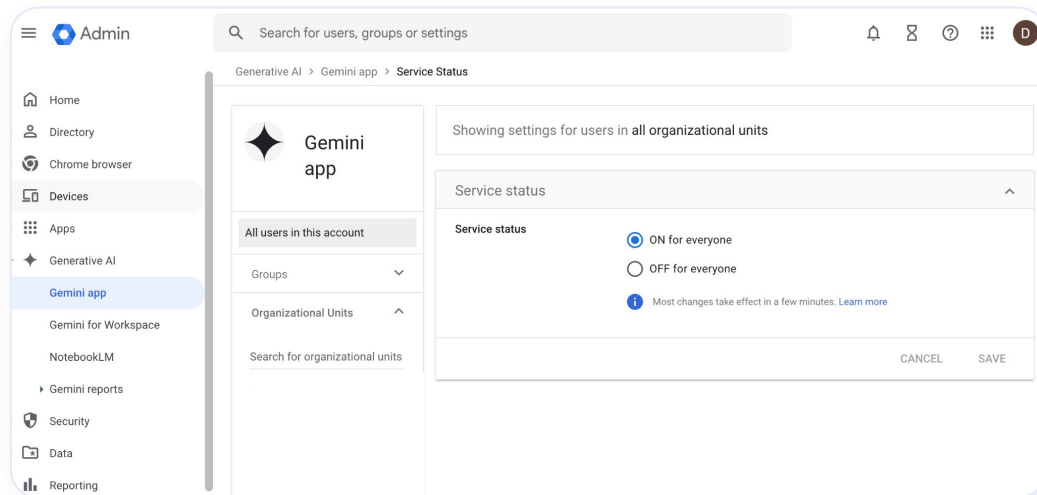 Admin
Search for users, groups or settings
D
Generative AI > Gemini app > Service Status
Home
Directory
Chrome browser
Devices
Apps
Generative AI
Gemini app
Gemini for Workspace
NotebookLM
Gemini reports
Security
Data
Reporting
Gemini
app
All users in this account
Groups
Organizational Units
Search for organizational units
Showing settings for users in all organizational units
Service status
Service status
ON for everyone
OFF for everyone
Most changes take effect in a few minutes. Learn more
CANCEL SAVE